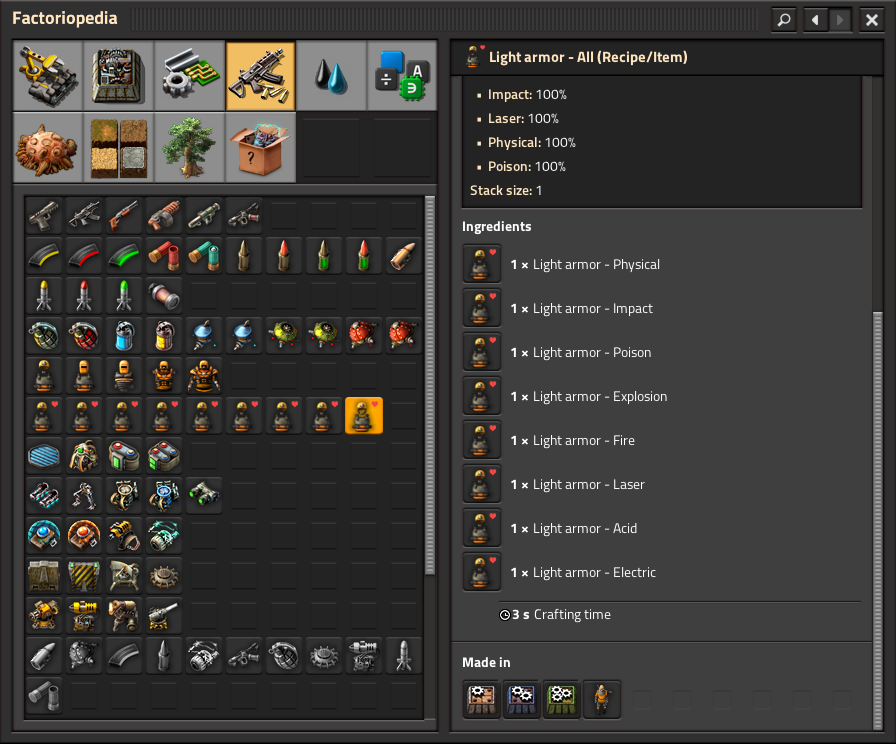 Factoriopedia
Light armor - All (Recipe/Item)
▪ Impact: 100%
▪ Laser: 100%
▪ Physical: 100%
▪ Poison: 100%
Stack size: 1
Ingredients
1 × Light armor - Physical
1 × Light armor - Impact
1 × Light armor - Poison
1 × Light armor - Explosion
1 × Light armor - Fire
1 × Light armor - Laser
1 × Light armor - Acid
1 × Light armor - Electric
3 s Crafting time
Made in